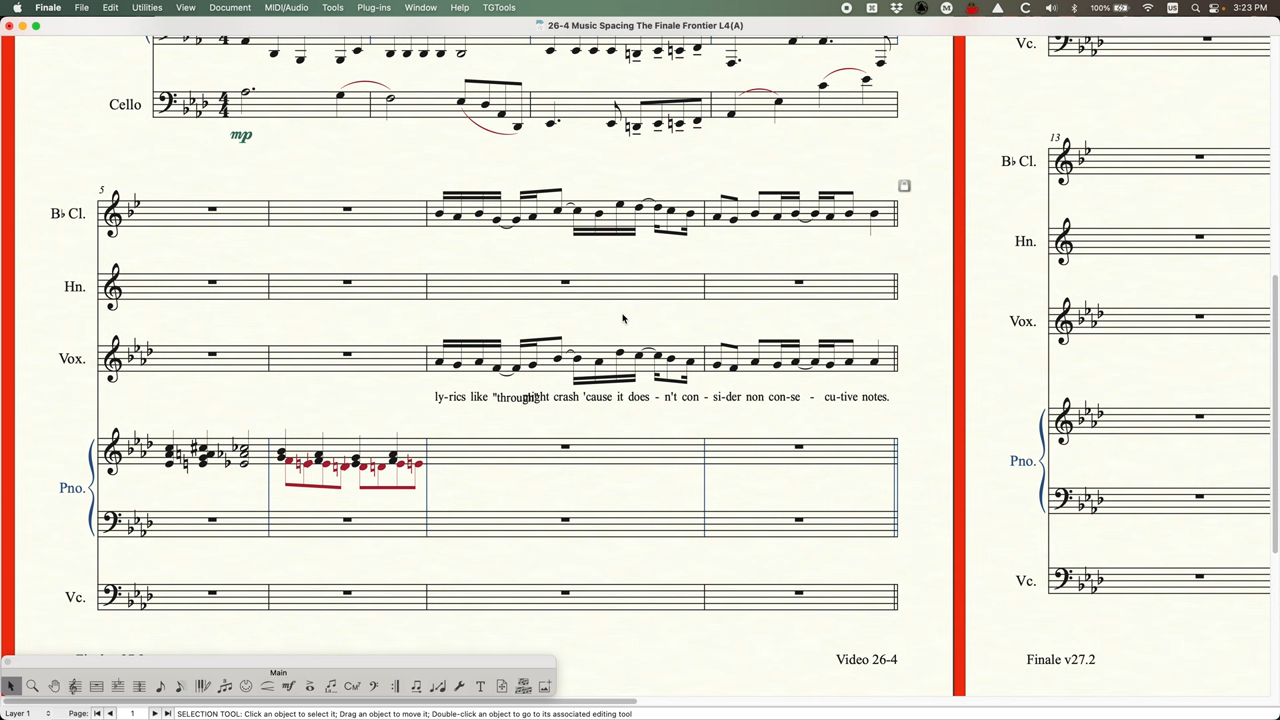 Finale File Edit Utilities View Document MIDI/Audio Tools Plug-ins Window Help TGTools
100% US 3:23 PM
26-4 Music Spacing The Finale Frontier L4(A)
Vc.
Cello
mp
5
B♭ Cl.
Hn.
Vox.
ly-rics like "through" might crash 'cause it does - n't con - si-der non con-se - cu-tive notes.
Pno.
Vc.
Video 26-4
13
B♭ Cl.
Hn.
Vox.
Pno.
Vc.
Finale v27.2
Main
Layer 1 Page: 1 SELECTION TOOL: Click an object to select it; Drag an object to move it; Double-click an object to go to its associated editing tool